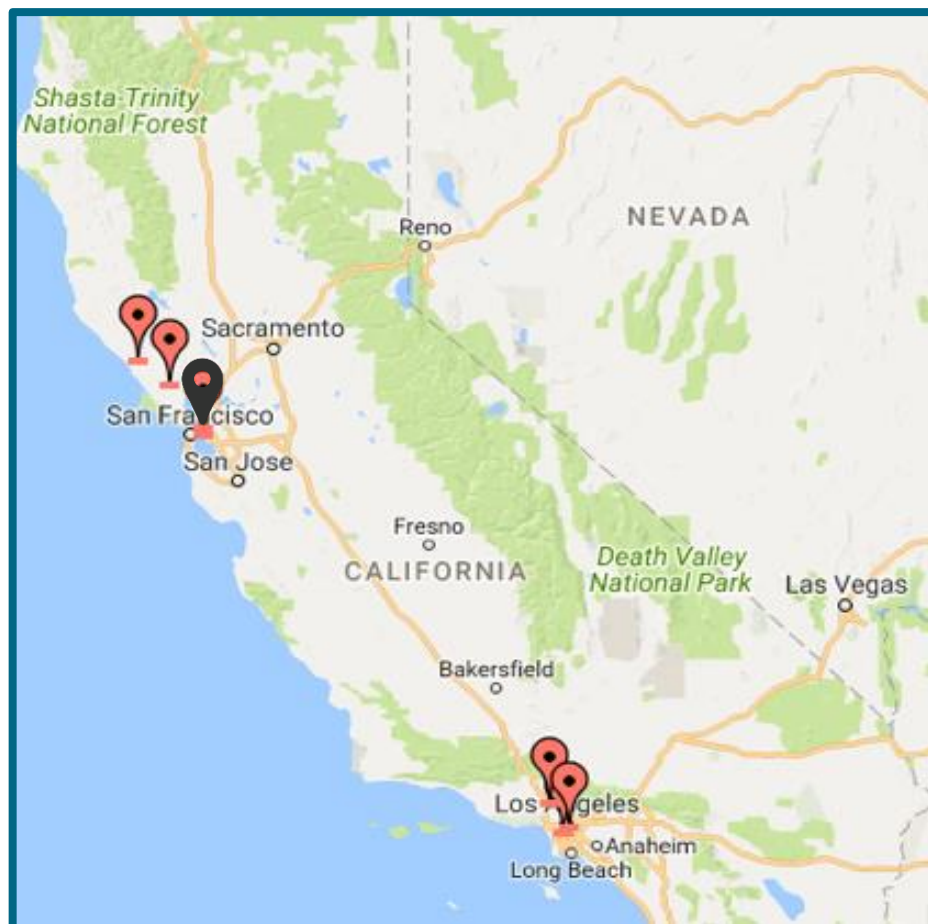 Shasta-Trinity
National Forest
NEVADA
Reno
Sacramento
San Francisco
San Jose
Fresno
CALIFORNIA
Death Valley
National Park
Las Vegas
Bakersfield
Los Angeles
Anaheim
Long Beach